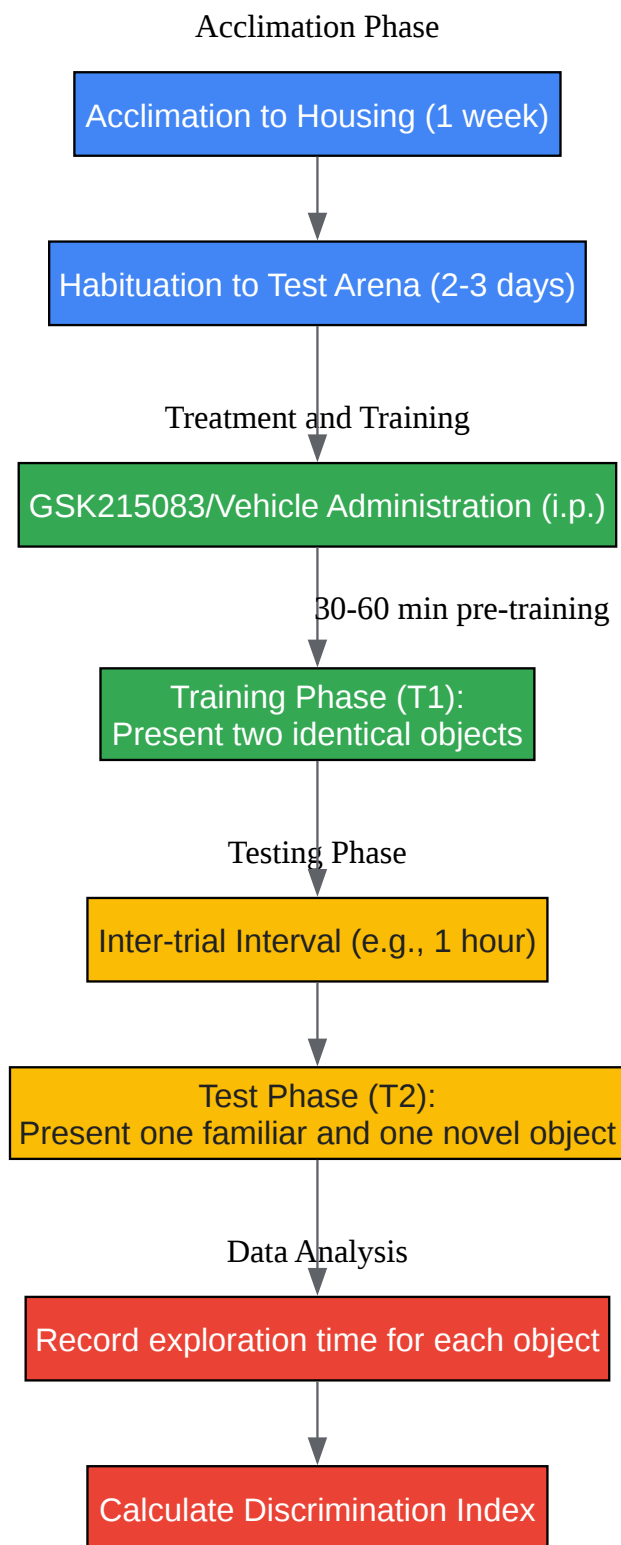 Acclimation Phase
Acclimation to Housing (1 week)
Habituation to Test Arena (2-3 days)
Treatment and Training
GSK215083/Vehicle Administration (i.p.)
30-60 min pre-training
Training Phase (T1):
Present two identical objects
Testing Phase
Inter-trial Interval (e.g., 1 hour)
Test Phase (T2):
Present one familiar and one novel object
Data Analysis
Record exploration time for each object
Calculate Discrimination Index